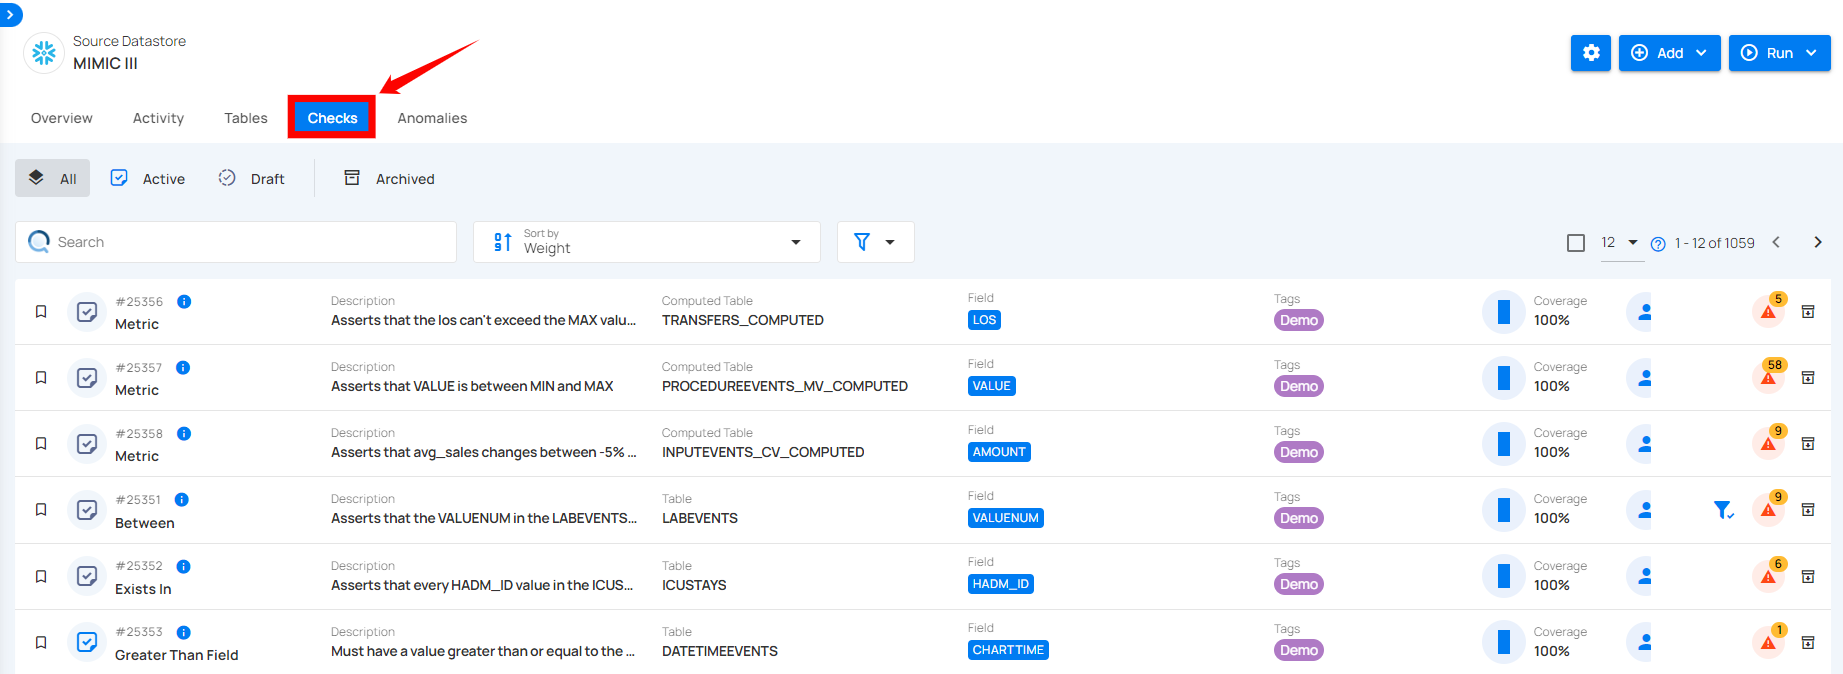 Source Datastore
MIMIC III
Add
Run
Overview
Activity
Tables
Checks
Anomalies
All
Active
Draft
Archived
Search
Sort by
Weight
12
1 - 12 of 1059
#25356
Metric
Description
Asserts that the los can't exceed the MAX valu...
Computed Table
TRANSFERS_COMPUTED
Field
LOS
Tags
Demo
Coverage
100%
5
#25357
Metric
Description
Asserts that VALUE is between MIN and MAX
Computed Table
PROCEDUREEVENTS_MV_COMPUTED
Field
VALUE
Tags
Demo
Coverage
100%
58
#25358
Metric
Description
Asserts that avg_sales changes between -5% ...
Computed Table
INPUTEVENTS_CV_COMPUTED
Field
AMOUNT
Tags
Demo
Coverage
100%
9
#25351
Between
Description
Asserts that the VALUENUM in the LABEVENTS...
Table
LABEVENTS
Field
VALUENUM
Tags
Demo
Coverage
100%
9
#25352
Exists In
Description
Asserts that every HADM_ID value in the ICUS...
Table
ICUSTAYS
Field
HADM_ID
Tags
Demo
Coverage
100%
6
#25353
Greater Than Field
Description
Must have a value greater than or equal to the ...
Table
DATETIMEEVENTS
Field
CHARTTIME
Tags
Demo
Coverage
100%
1